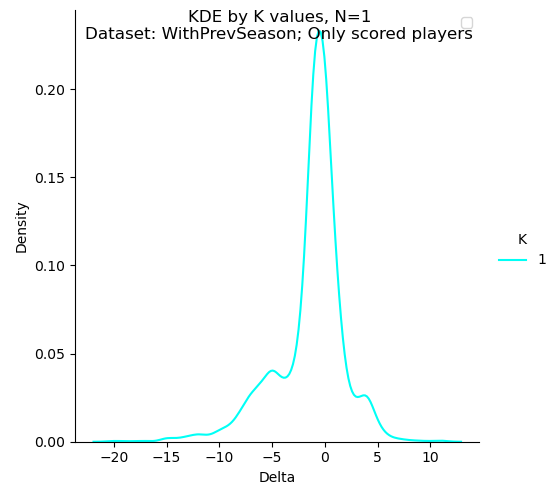 KDE by K values, N=1
Dataset: WithPrevSeason; Only scored players
0.20
0.15
0.10
0.05
0.00
Density
−20 −15 −10 −5 0 5 10
Delta
K
1